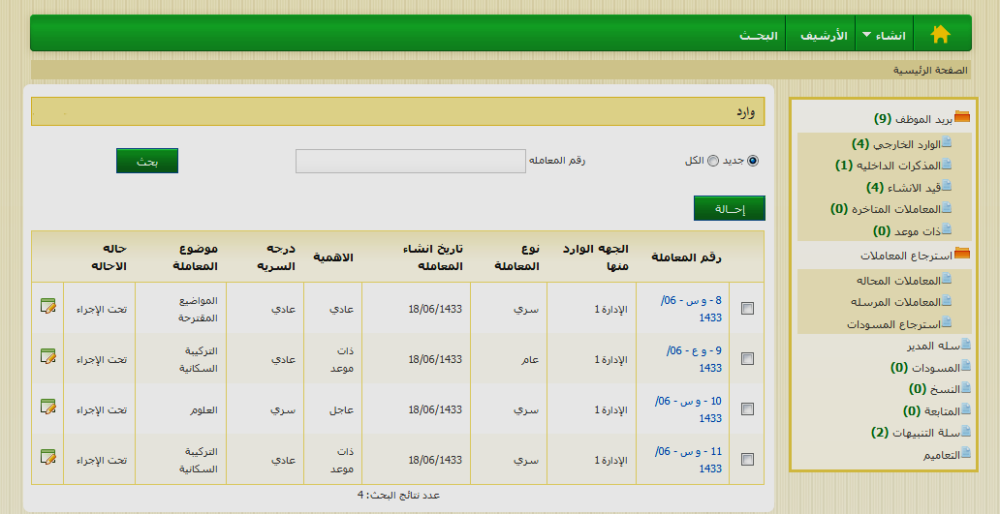 انشاء
الأرشيف
البحــث
الصفحة الرئيسية
بريد الموظف (9)
الوارد الخارجي (4)
المذكرات الداخليه (1)
قيد الانشاء (4)
المعاملات المتاخره (0)
ذات موعد (0)
استرجاع المعاملات
المعاملات المحاله
المعاملات المرسله
استرجاع المسودات
سله المدير
المسودات (0)
النسخ (0)
المتابعة (0)
سلة التنبيهات (2)
التعاميم
وارد
جديد الكل رقم المعامله بحث
إحــالة
رقم المعاملة الجهه الوارد منها نوع المعاملة تاريخ انشاء المعامله الاهمية درجه السريه موضوع المعاملة حاله الاحاله
8 - و س - 06/ 1433 الإدارة 1 سري 18/06/1433 عادي عادي المواضيع المقترحة تحت الإجراء
9 - و ع - 06/ 1433 الإدارة 1 عام 18/06/1433 ذات موعد عادي التركيبة السكانية تحت الإجراء
10 - و س - 06/ 1433 الإدارة 1 سري 18/06/1433 عاجل سري العلوم تحت الإجراء
11 - و س - 06/ 1433 الإدارة 1 سري 18/06/1433 ذات موعد عادي التركيبة السكانية تحت الإجراء
عدد نتائج البحث: 4